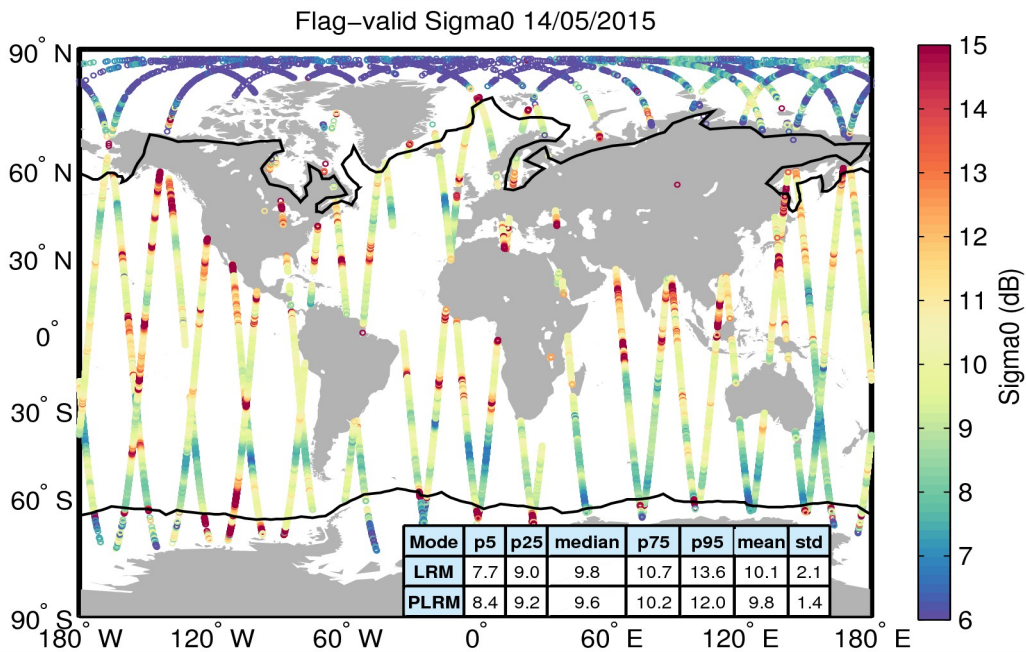 Flag−valid Sigma0 14/05/2015
90° N
60° N
30° N
0°
30° S
60° S
90° S
180° W
120° W
60° W
0°
60° E
120° E
180° E
15
14
13
12
11
10
9
8
7
6
Sigma0 (dB)
Mode p5 p25 median p75 p95 mean std
LRM 7.7 9.0 9.8 10.7 13.6 10.1 2.1
PLRM 8.4 9.2 9.6 10.2 12.0 9.8 1.4